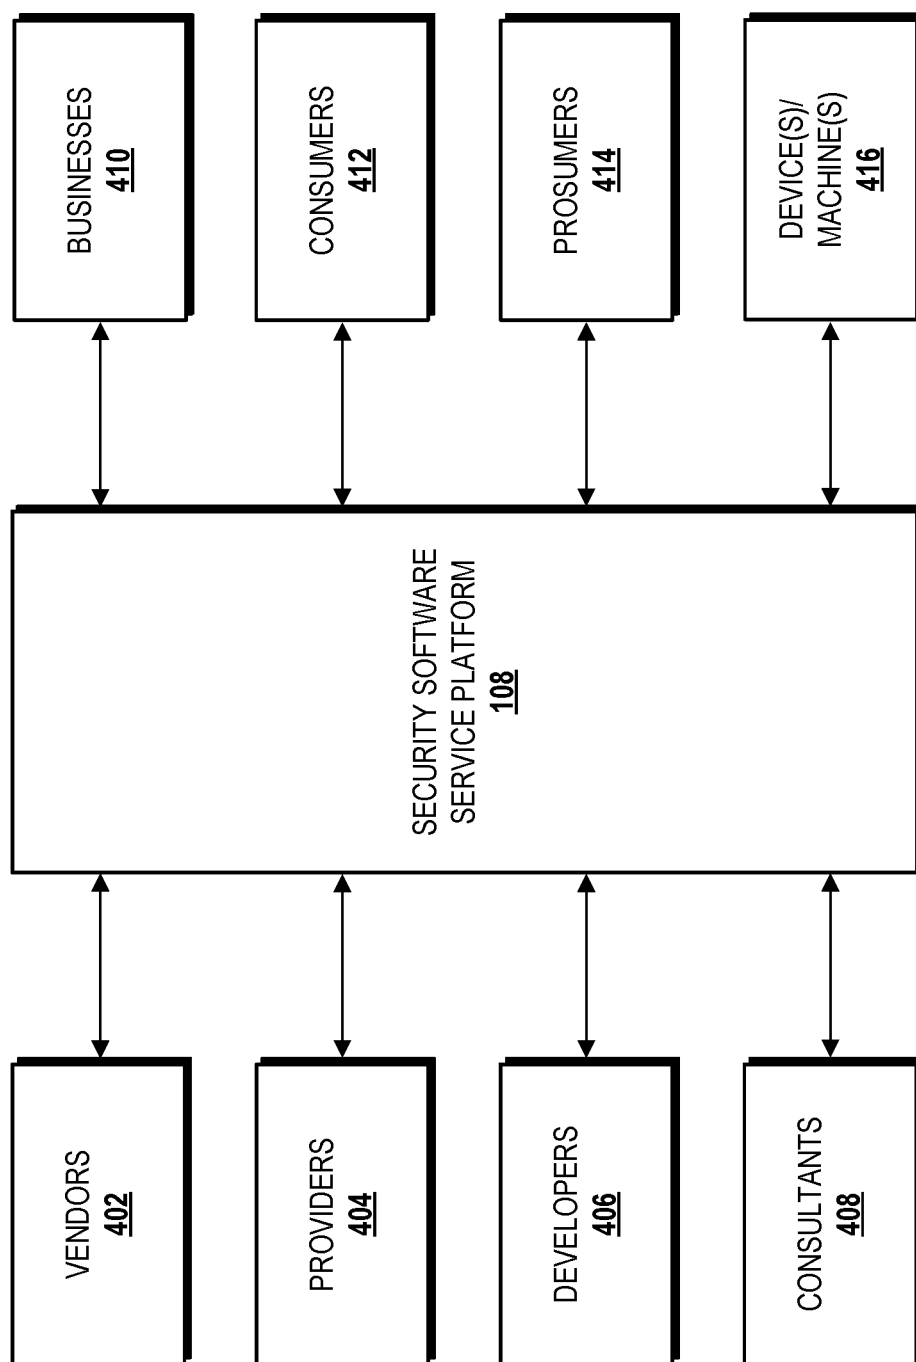 VENDORS
402
PROVIDERS
404
DEVELOPERS
406
CONSULTANTS
408
SECURITY SOFTWARE
SERVICE PLATFORM
108
BUSINESSES
410
CONSUMERS
412
PROSUMERS
414
DEVICE(S)/
MACHINE(S)
416